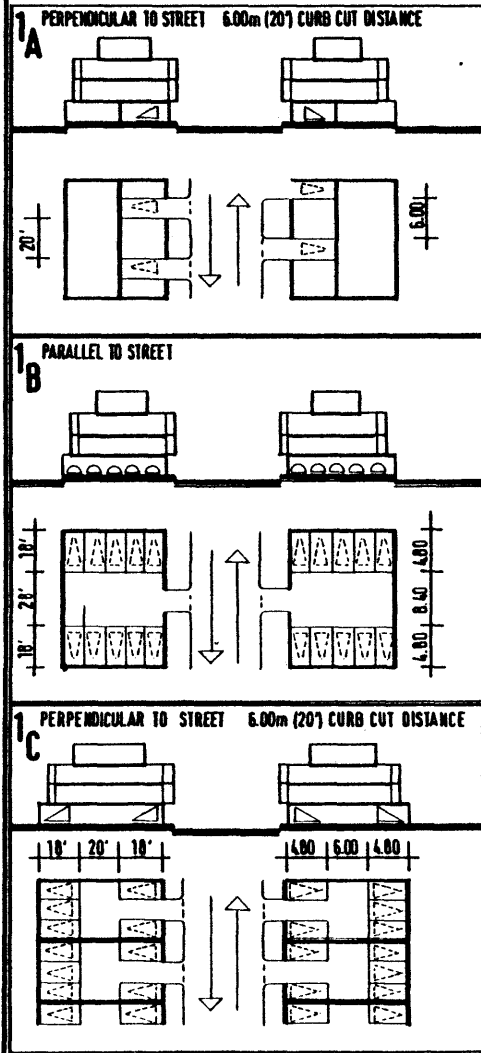 1A PERPENDICULAR TO STREET 6.00m (20') CURB CUT DISTANCE
20'
6.00
1B PARALLEL TO STREET
18'
28'
18'
4.80
8.40
4.80
1C PERPENDICULAR TO STREET 6.00m (20') CURB CUT DISTANCE
18' 20' 18'
4.80 6.00 4.80